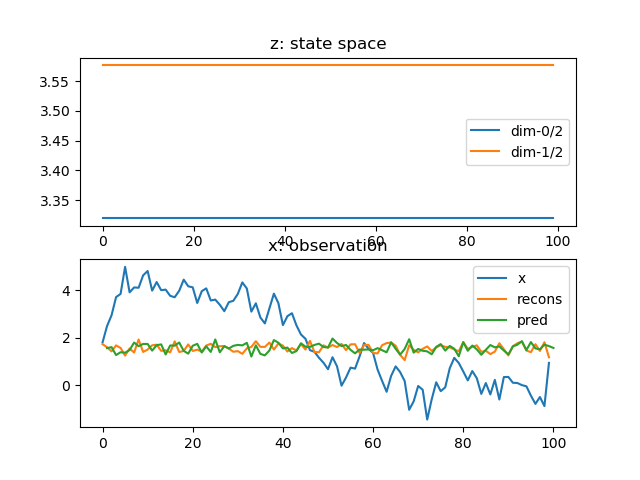 z: state space
3.55
3.50
3.45
3.40
3.35
dim-0/2
dim-1/2
0 20 40 60 80 100
x: observation
4
2
0
x
recons
pred
0 20 40 60 80 100